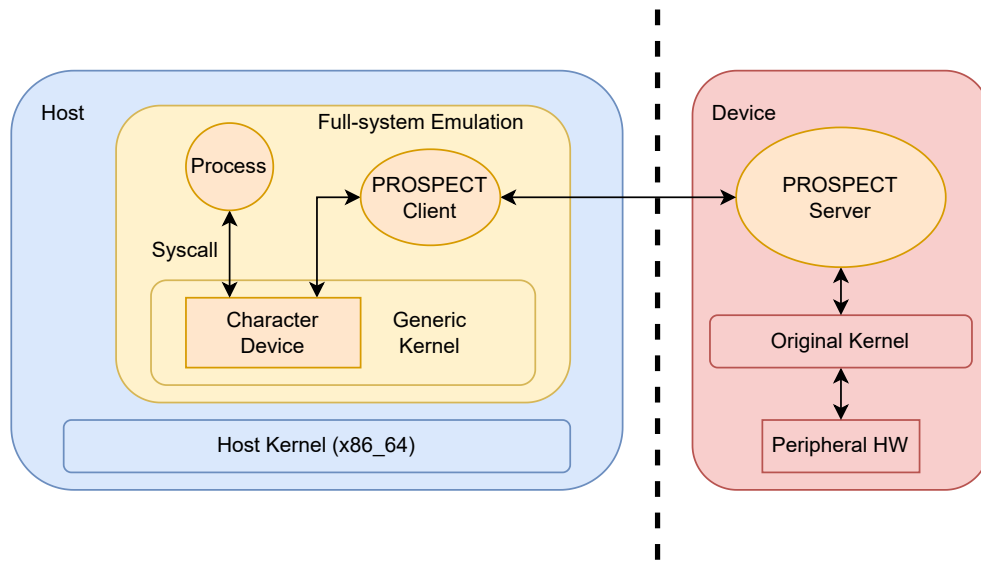 Host
Full-system Emulation
Process
PROSPECT
Client
Syscall
Character
Device
Generic
Kernel
Host Kernel (x86_64)
Device
PROSPECT
Server
Original Kernel
Peripheral HW